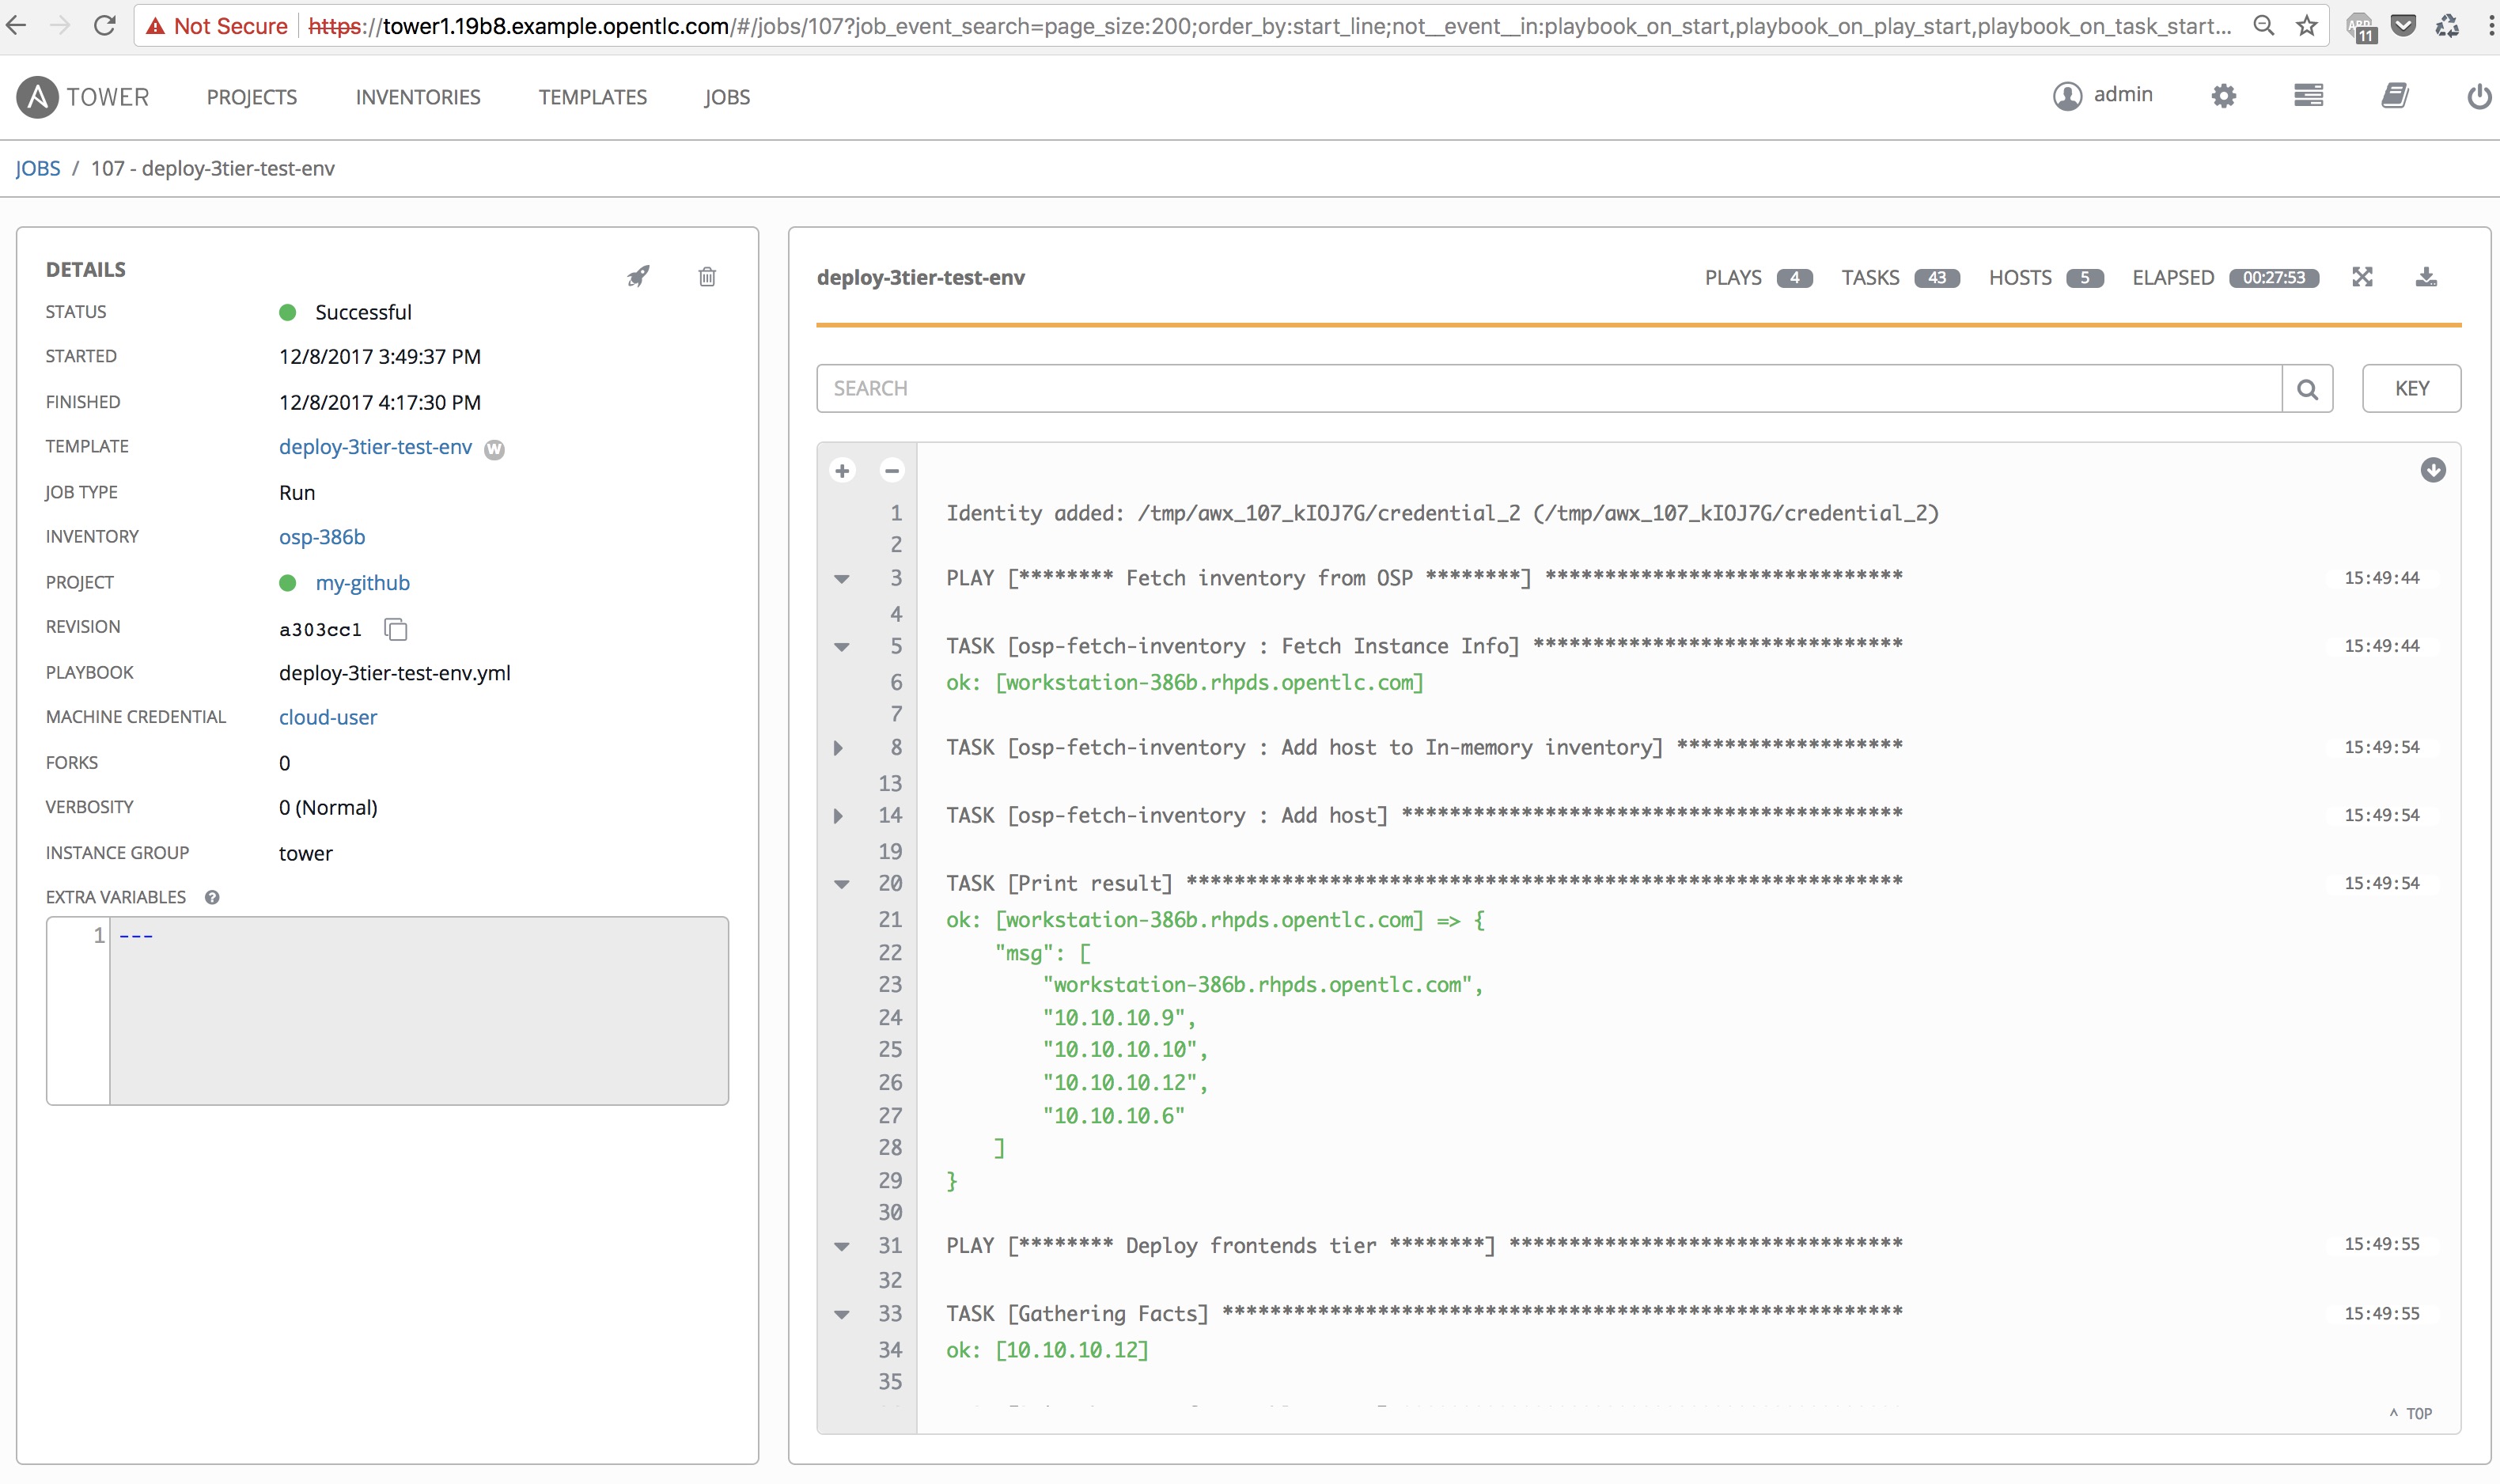 Not Secure https://tower1.19b8.example.opentlc.com/#/jobs/107?job_event_search=page_size:200;order_by:start_line;not__event__in:playbook_on_start,playbook_on_play_start,playbook_on_task_start...
11
A TOWER PROJECTS INVENTORIES TEMPLATES JOBS admin
JOBS / 107 - deploy-3tier-test-env
DETAILS
STATUS Successful
STARTED 12/8/2017 3:49:37 PM
FINISHED 12/8/2017 4:17:30 PM
TEMPLATE deploy-3tier-test-env W
JOB TYPE Run
INVENTORY osp-386b
PROJECT my-github
REVISION a303cc1
PLAYBOOK deploy-3tier-test-env.yml
MACHINE CREDENTIAL cloud-user
FORKS 0
VERBOSITY 0 (Normal)
INSTANCE GROUP tower
EXTRA VARIABLES ?
1 ---
deploy-3tier-test-env PLAYS 4 TASKS 43 HOSTS 5 ELAPSED 00:27:53
SEARCH KEY
1 Identity added: /tmp/awx_107_kIOJ7G/credential_2 (/tmp/awx_107_kIOJ7G/credential_2)
2
3 PLAY [******** Fetch inventory from OSP ********] ****************************** 15:49:44
4
5 TASK [osp-fetch-inventory : Fetch Instance Info] ******************************* 15:49:44
6 ok: [workstation-386b.rhpds.opentlc.com]
7
8 TASK [osp-fetch-inventory : Add host to In-memory inventory] ******************* 15:49:54
13
14 TASK [osp-fetch-inventory : Add host] ****************************************** 15:49:54
19
20 TASK [Print result] ************************************************************ 15:49:54
21 ok: [workstation-386b.rhpds.opentlc.com] => {
22 "msg": [
23 "workstation-386b.rhpds.opentlc.com",
24 "10.10.10.9",
25 "10.10.10.10",
26 "10.10.10.12",
27 "10.10.10.6"
28 ]
29 }
30
31 PLAY [******** Deploy frontends tier ********] ********************************* 15:49:55
32
33 TASK [Gathering Facts] ********************************************************* 15:49:55
34 ok: [10.10.10.12]
35
^ TOP